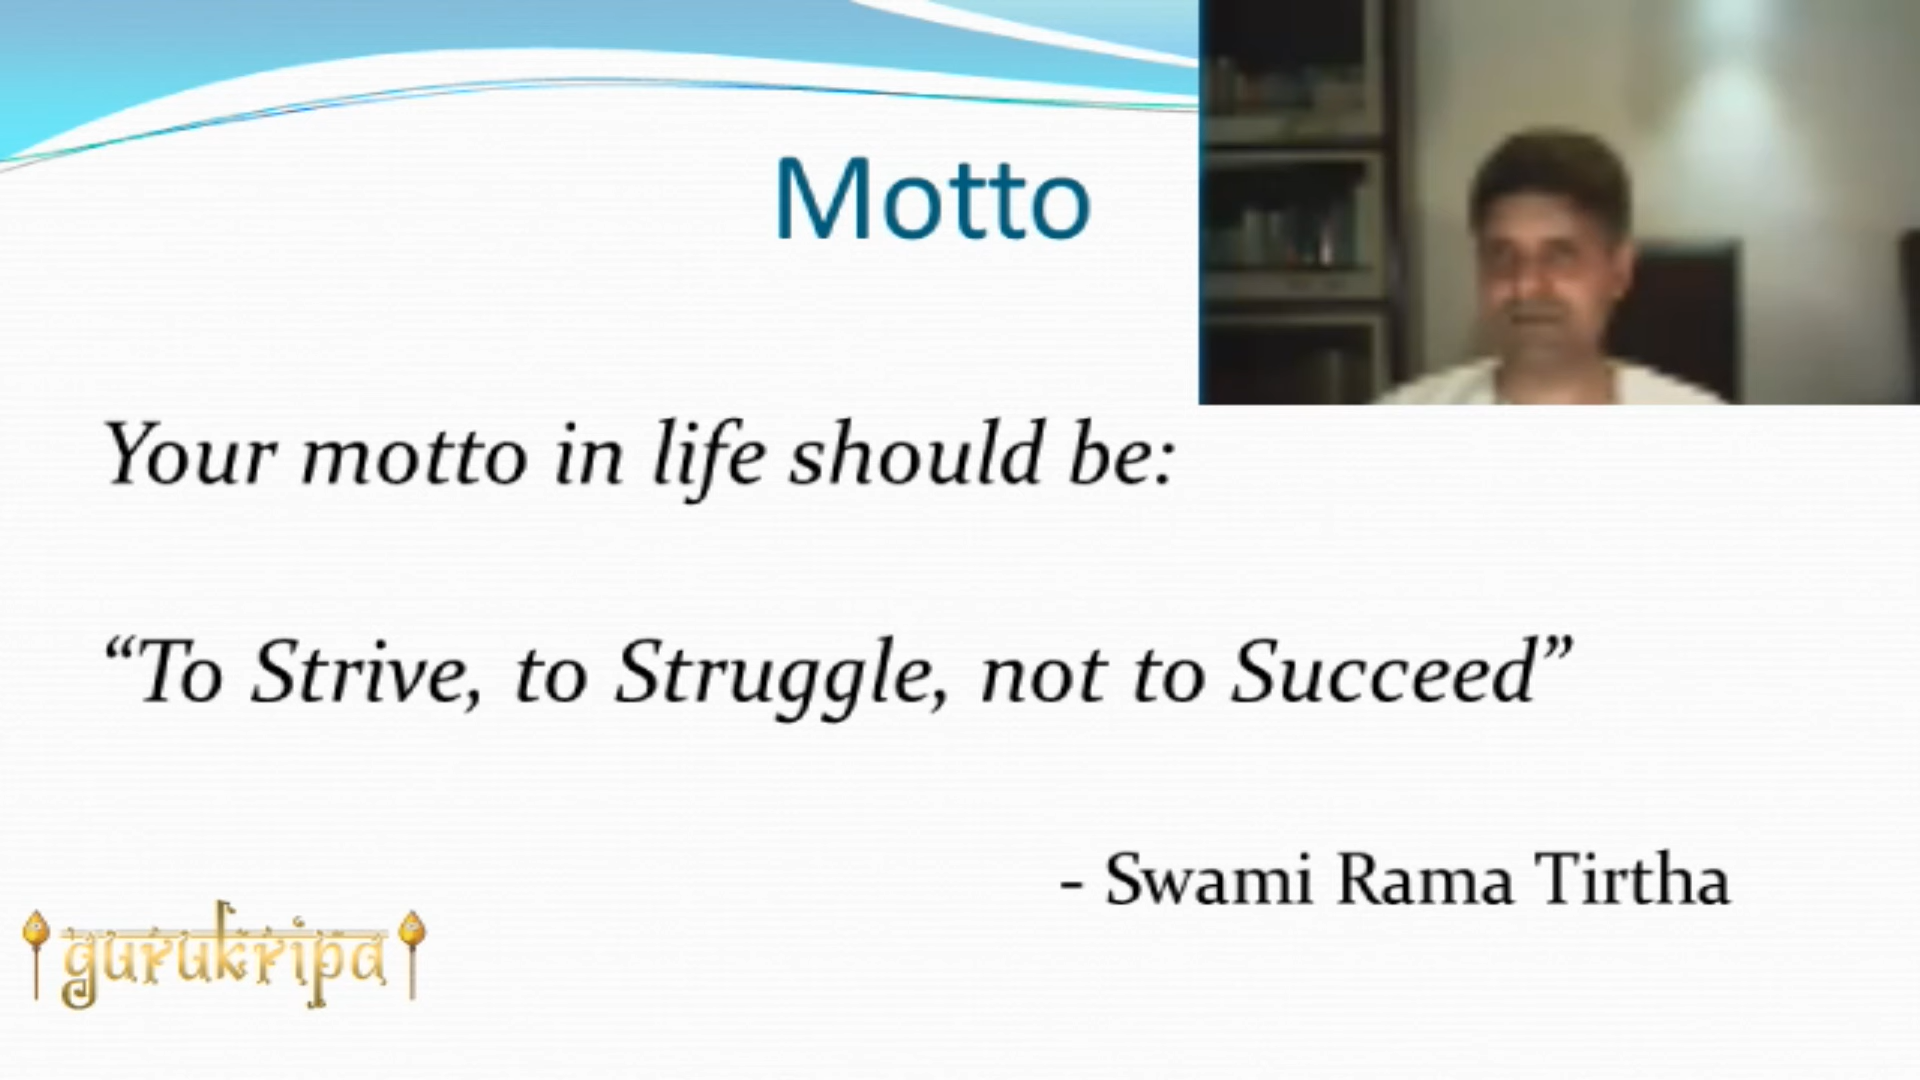 Motto
Your motto in life should be:
“To Strive, to Struggle, not to Succeed”
- Swami Rama Tirtha
gurukripa